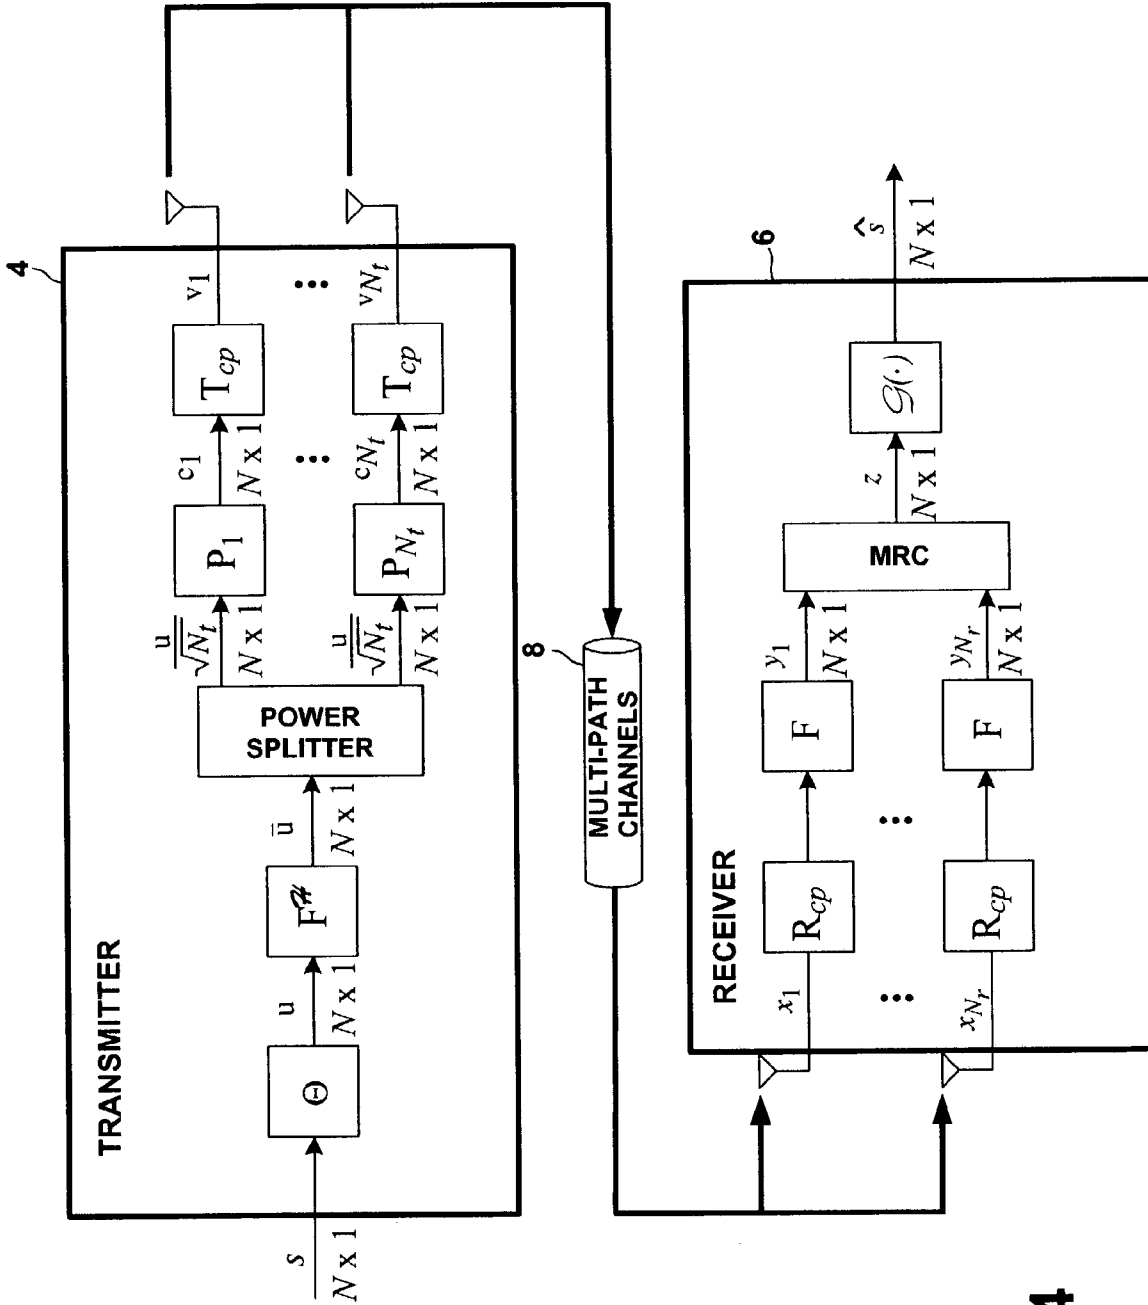 TRANSMITTER
4
s
N x 1
Θ
u
N x 1
F^ℋ
ū
N x 1
POWER
SPLITTER
u
√N_t
N x 1
P_1
c_1
N x 1
T_cp
v_1
...
u
√N_t
N x 1
P_N_t
c_N_t
N x 1
T_cp
v_N_t
...
8
MULTI-PATH
CHANNELS
RECEIVER
6
x_1
R_cp
F
y_1
N x 1
...
x_N_r
R_cp
F
y_N_r
N x 1
...
MRC
z
N x 1
𝒢(·)
ŝ
N x 1